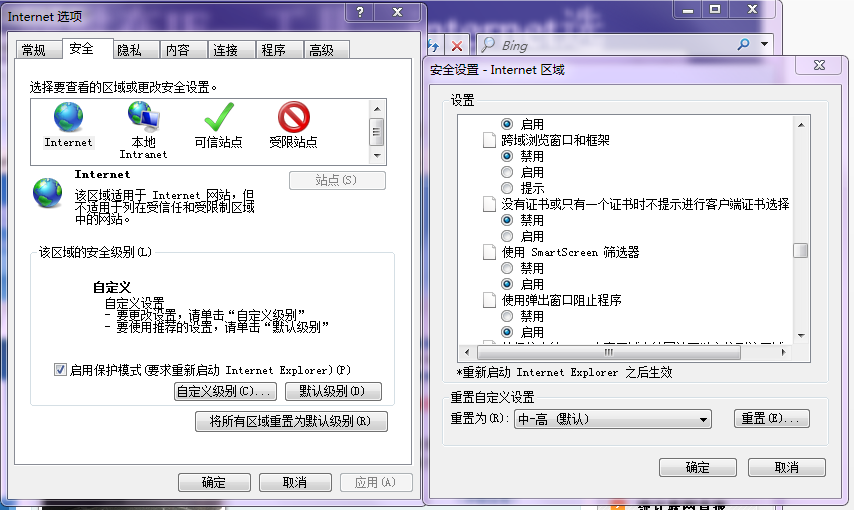 Internet 选项
常规
安全
隐私
内容
连接
程序
高级
选择要查看的区域或更改安全设置。
Internet
本地
Intranet
可信站点
受限站点
Internet
站点(S)
该区域适用于 Internet 网站，但
不适用于列在受信任和受限制区域
中的网站。
该区域的安全级别(L)
自定义
自定义设置
- 要更改设置，请单击“自定义级别”
- 要使用推荐的设置，请单击“默认级别”
启用保护模式(要求重新启动 Internet Explorer)(P)
自定义级别(C)...
默认级别(D)
将所有区域重置为默认级别(R)
确定
取消
应用(A)
Bing
安全设置 - Internet 区域
设置
启用
跨域浏览窗口和框架
禁用
启用
提示
没有证书或只有一个证书时不提示进行客户端证书选择
禁用
启用
使用 SmartScreen 筛选器
禁用
启用
使用弹出窗口阻止程序
禁用
启用
*重新启动 Internet Explorer 之后生效
重置自定义设置
重置为(R):
中-高 (默认)
重置(E)...
确定
取消